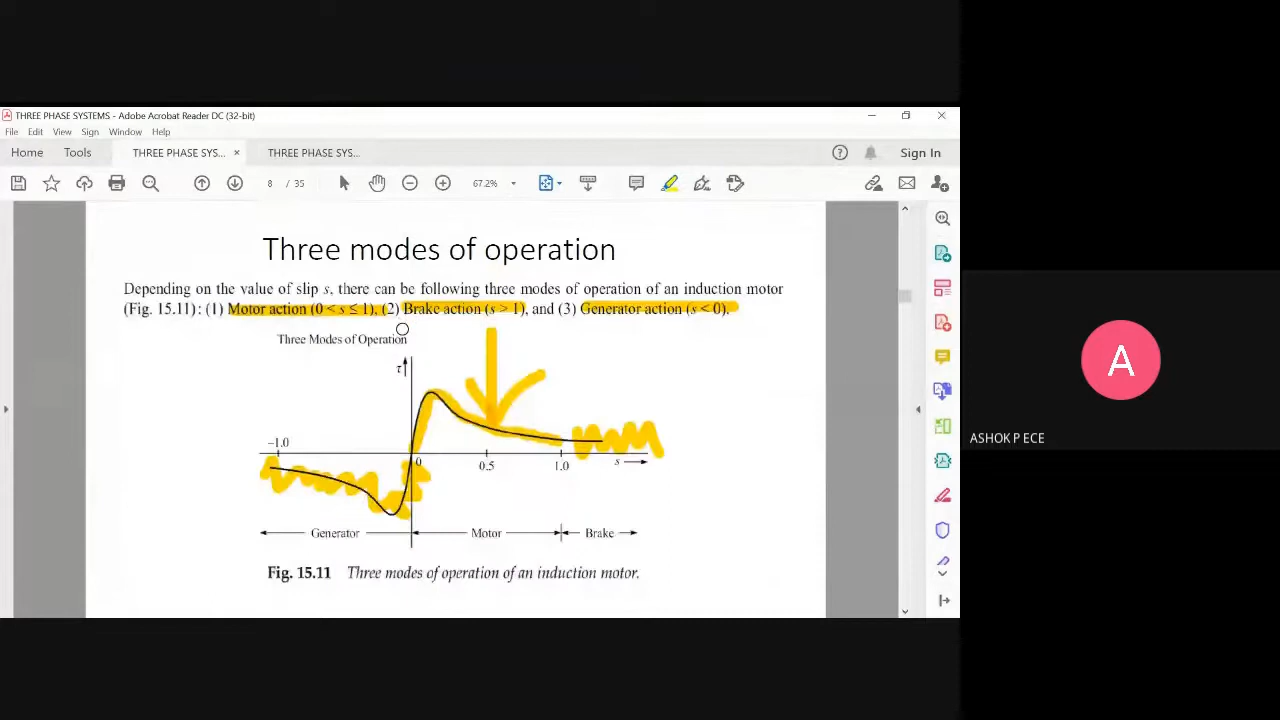 THREE PHASE SYSTEMS - Adobe Acrobat Reader DC (32-bit)
File Edit View Sign Window Help
Home Tools THREE PHASE SYS... × THREE PHASE SYS... Sign In
8 / 35 67.2%
Three modes of operation
Depending on the value of slip s, there can be following three modes of operation of an induction motor
(Fig. 15.11) : (1) Motor action (0 < s ≤ 1), (2) Brake action (s > 1), and (3) Generator action (s < 0).
Three Modes of Operation
τ
–1.0
0 0.5 1.0 s
Generator Motor Brake
Fig. 15.11 Three modes of operation of an induction motor.
A
ASHOK P ECE